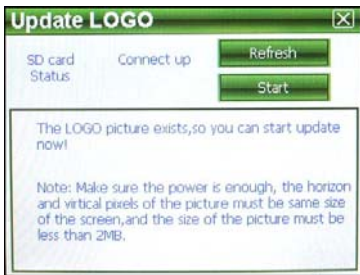 Update LOGO
SD card
Status
Connect up
Refresh
Start
The LOGO picture exists,so you can start update
now!
Note: Make sure the power is enough, the horizon
and virtical pixels of the picture must be same size
of the screen,and the size of the picture must be
less than 2MB.